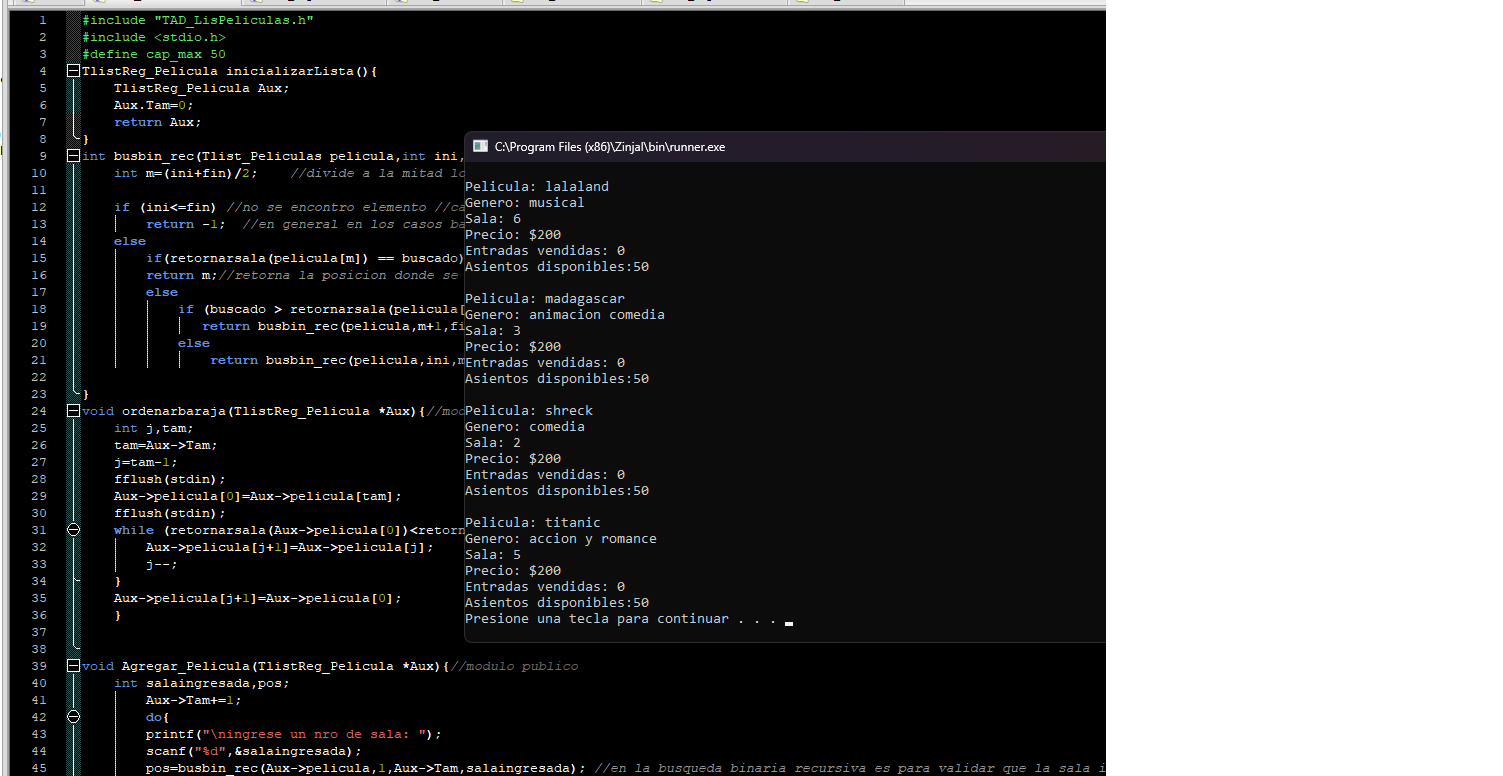 1 #include "TAD_LisPeliculas.h"
2 #include <stdio.h>
3 #define cap_max 50
4 TlistReg_Pelicula inicializarLista(){
5 TlistReg_Pelicula Aux;
6 Aux.Tam=0;
7 return Aux;
8 }
9 int busbin_rec(Tlist_Peliculas pelicula,int ini,
10 int m=(ini+fin)/2; //divide a la mitad lo
11
12 if (ini<=fin) //no se encontro elemento //ca
13 return -1; //en general en los casos ba
14 else
15 if(retornarsala(pelicula[m]) == buscado)
16 return m;//retorna la posicion donde se
17 else
18 if (buscado > retornarsala(pelicula[
19 return busbin_rec(pelicula,m+1,fi
20 else
21 return busbin_rec(pelicula,ini,m
22
23 }
24 void ordenarbaraja(TlistReg_Pelicula *Aux){//mod
25 int j,tam;
26 tam=Aux->Tam;
27 j=tam-1;
28 fflush(stdin);
29 Aux->pelicula[0]=Aux->pelicula[tam];
30 fflush(stdin);
31 while (retornarsala(Aux->pelicula[0])<retorn
32 Aux->pelicula[j+1]=Aux->pelicula[j];
33 j--;
34 }
35 Aux->pelicula[j+1]=Aux->pelicula[0];
36 }
37
38
39 void Agregar_Pelicula(TlistReg_Pelicula *Aux){//modulo publico
40 int salaingresada,pos;
41 Aux->Tam+=1;
42 do{
43 printf("\ningrese un nro de sala: ");
44 scanf("%d",&salaingresada);
45 pos=busbin_rec(Aux->pelicula,1,Aux->Tam,salaingresada); //en la busqueda binaria recursiva es para validar que la sala i
C:\Program Files (x86)\Zinjal\bin\runner.exe
Pelicula: lalaland
Genero: musical
Sala: 6
Precio: $200
Entradas vendidas: 0
Asientos disponibles:50
Pelicula: madagascar
Genero: animacion comedia
Sala: 3
Precio: $200
Entradas vendidas: 0
Asientos disponibles:50
Pelicula: shreck
Genero: comedia
Sala: 2
Precio: $200
Entradas vendidas: 0
Asientos disponibles:50
Pelicula: titanic
Genero: accion y romance
Sala: 5
Precio: $200
Entradas vendidas: 0
Asientos disponibles:50
Presione una tecla para continuar . . .